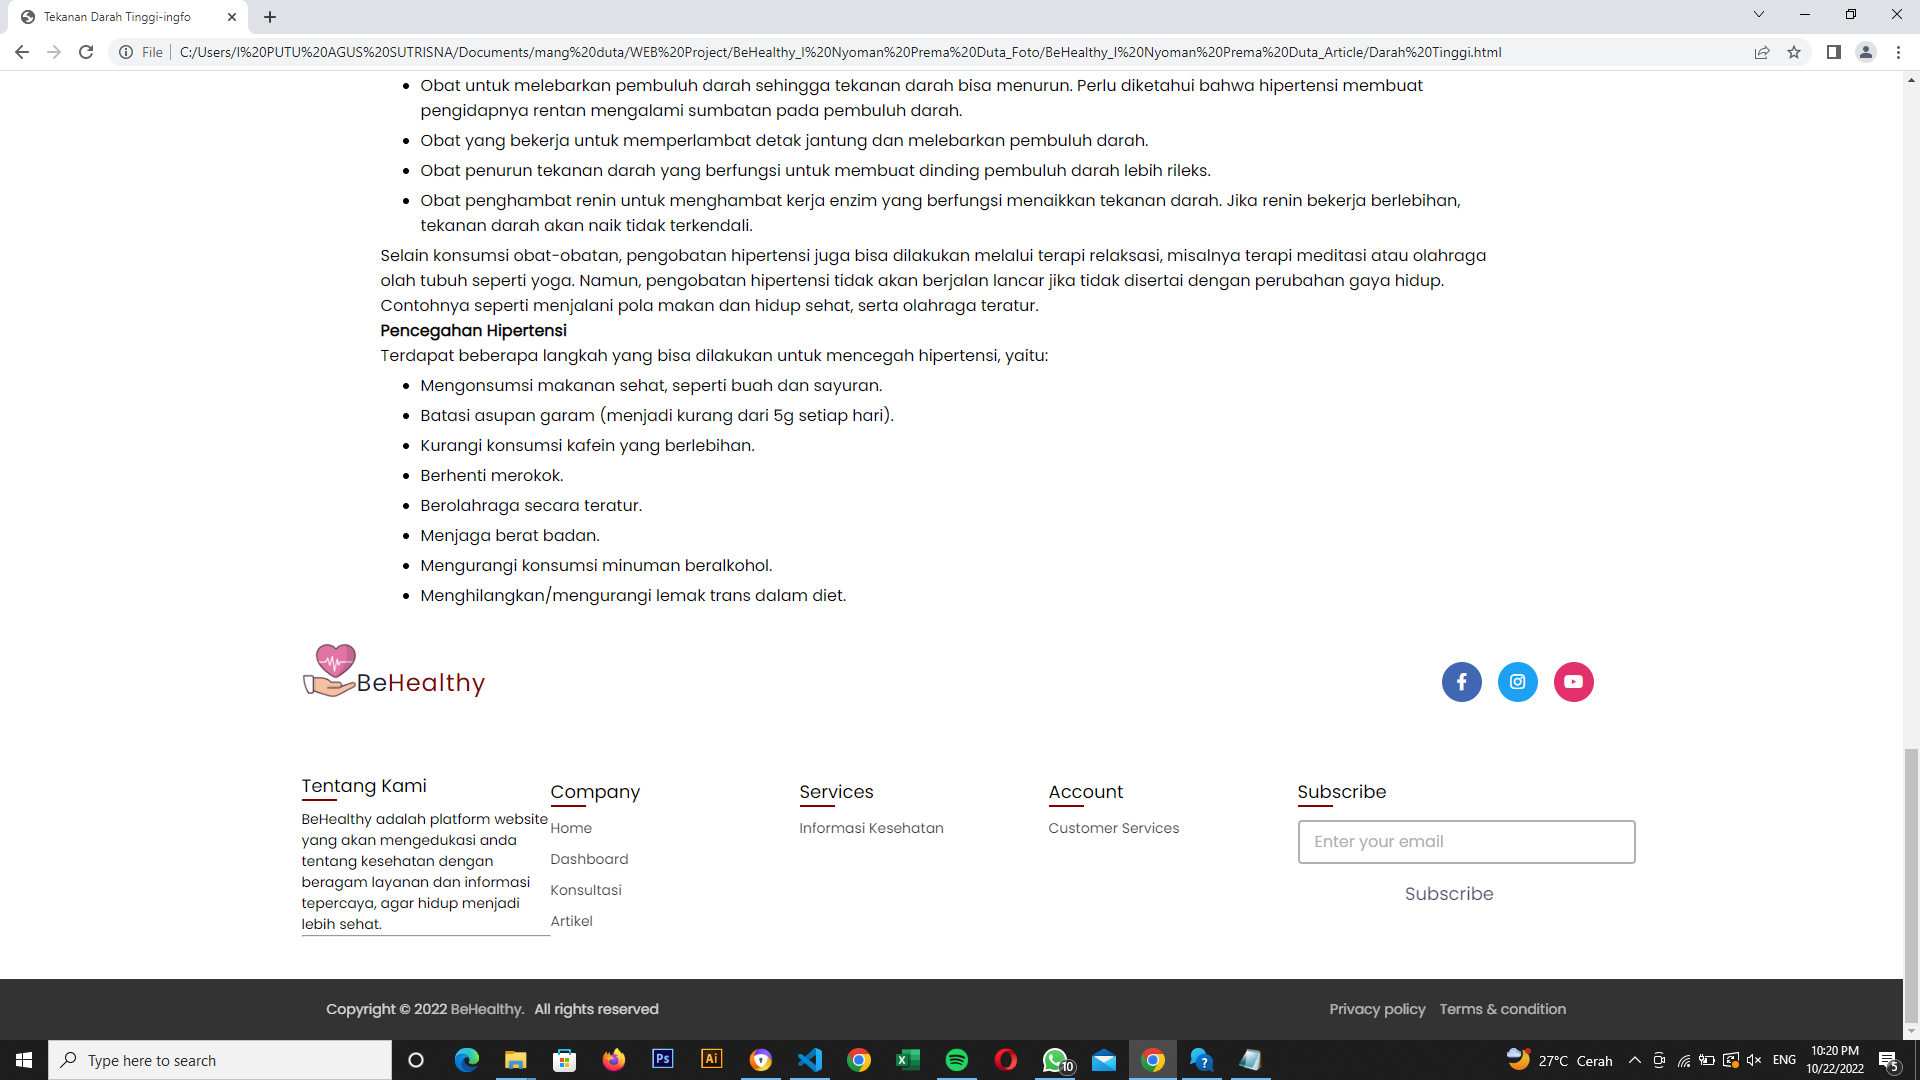 Tekanan Darah Tinggi-ingfo
File C:/Users/I%20PUTU%20AGUS%20SUTRISNA/Documents/mang%20duta/WEB%20Project/BeHealthy_I%20Nyoman%20Prema%20Duta_Foto/BeHealthy_I%20Nyoman%20Prema%20Duta_Article/Darah%20Tinggi.html
• Obat untuk melebarkan pembuluh darah sehingga tekanan darah bisa menurun. Perlu diketahui bahwa hipertensi membuat
pengidapnya rentan mengalami sumbatan pada pembuluh darah.
• Obat yang bekerja untuk memperlambat detak jantung dan melebarkan pembuluh darah.
• Obat penurun tekanan darah yang berfungsi untuk membuat dinding pembuluh darah lebih rileks.
• Obat penghambat renin untuk menghambat kerja enzim yang berfungsi menaikkan tekanan darah. Jika renin bekerja berlebihan,
tekanan darah akan naik tidak terkendali.
Selain konsumsi obat-obatan, pengobatan hipertensi juga bisa dilakukan melalui terapi relaksasi, misalnya terapi meditasi atau olahraga
olah tubuh seperti yoga. Namun, pengobatan hipertensi tidak akan berjalan lancar jika tidak disertai dengan perubahan gaya hidup.
Contohnya seperti menjalani pola makan dan hidup sehat, serta olahraga teratur.
Pencegahan Hipertensi
Terdapat beberapa langkah yang bisa dilakukan untuk mencegah hipertensi, yaitu:
• Mengonsumsi makanan sehat, seperti buah dan sayuran.
• Batasi asupan garam (menjadi kurang dari 5g setiap hari).
• Kurangi konsumsi kafein yang berlebihan.
• Berhenti merokok.
• Berolahraga secara teratur.
• Menjaga berat badan.
• Mengurangi konsumsi minuman beralkohol.
• Menghilangkan/mengurangi lemak trans dalam diet.
BeHealthy
Tentang Kami
BeHealthy adalah platform website
yang akan mengedukasi anda
tentang kesehatan dengan
beragam layanan dan informasi
tepercaya, agar hidup menjadi
lebih sehat.
Company
Home
Dashboard
Konsultasi
Artikel
Services
Informasi Kesehatan
Account
Customer Services
Subscribe
Enter your email
Subscribe
Copyright © 2022 BeHealthy. All rights reserved
Privacy policy Terms & condition
Type here to search
Ps
Ai
10
27°C Cerah
ENG
10:20 PM
10/22/2022
5